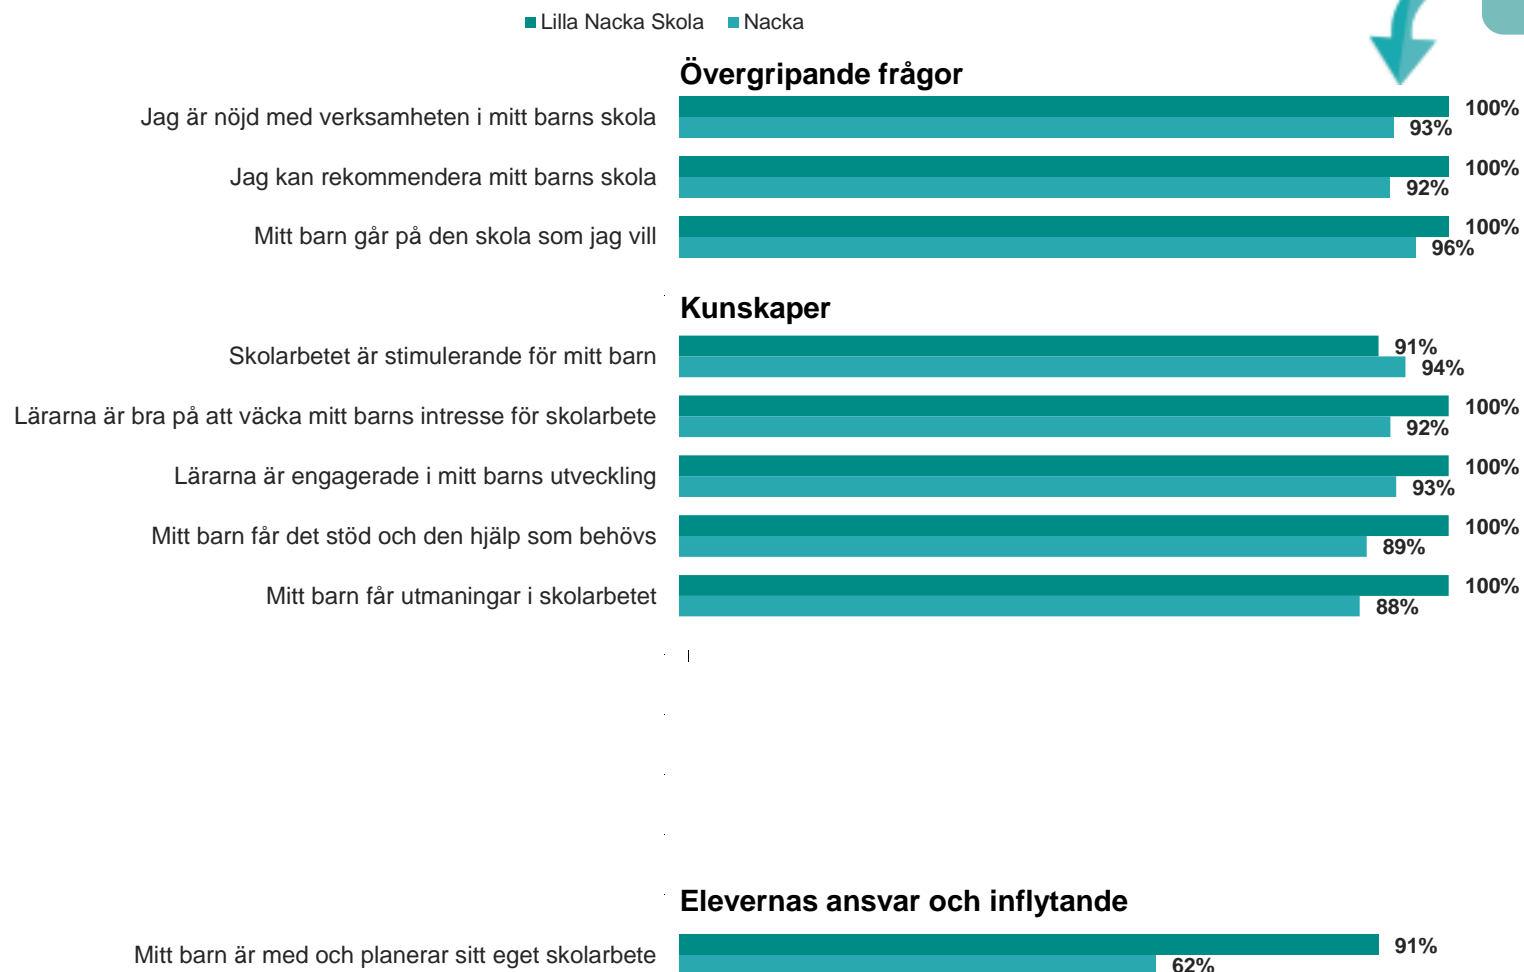 Lilla Nacka Skola Nacka
Övergripande frågor
Jag är nöjd med verksamheten i mitt barns skola 100%
93%
Jag kan rekommendera mitt barns skola 100%
92%
Mitt barn går på den skola som jag vill 100%
96%
Kunskaper
Skolarbetet är stimulerande för mitt barn 91%
94%
Lärarna är bra på att väcka mitt barns intresse för skolarbete 100%
92%
Lärarna är engagerade i mitt barns utveckling 100%
93%
Mitt barn får det stöd och den hjälp som behövs 100%
89%
Mitt barn får utmaningar i skolarbetet 100%
88%
Elevernas ansvar och inflytande
Mitt barn är med och planerar sitt eget skolarbete 91%
62%